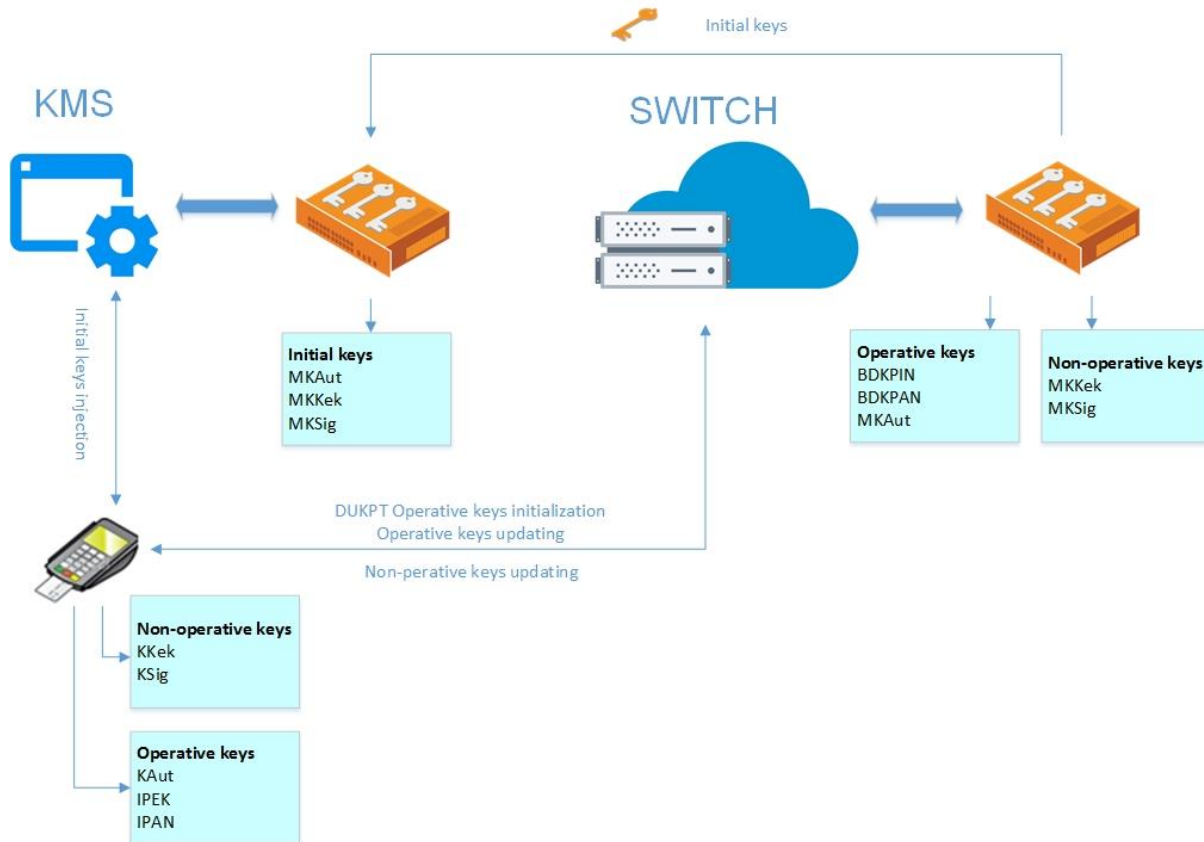 Initial keys
KMS
SWITCH
Initial keys injection
Initial keys
MKAut
MKKek
MKSig
Operative keys
BDKPIN
BDKPAN
MKAut
Non-operative keys
MKKek
MKSig
DUKPT Operative keys initialization
Operative keys updating
Non-perative keys updating
Non-operative keys
KKek
KSig
Operative keys
KAut
IPEK
IPAN